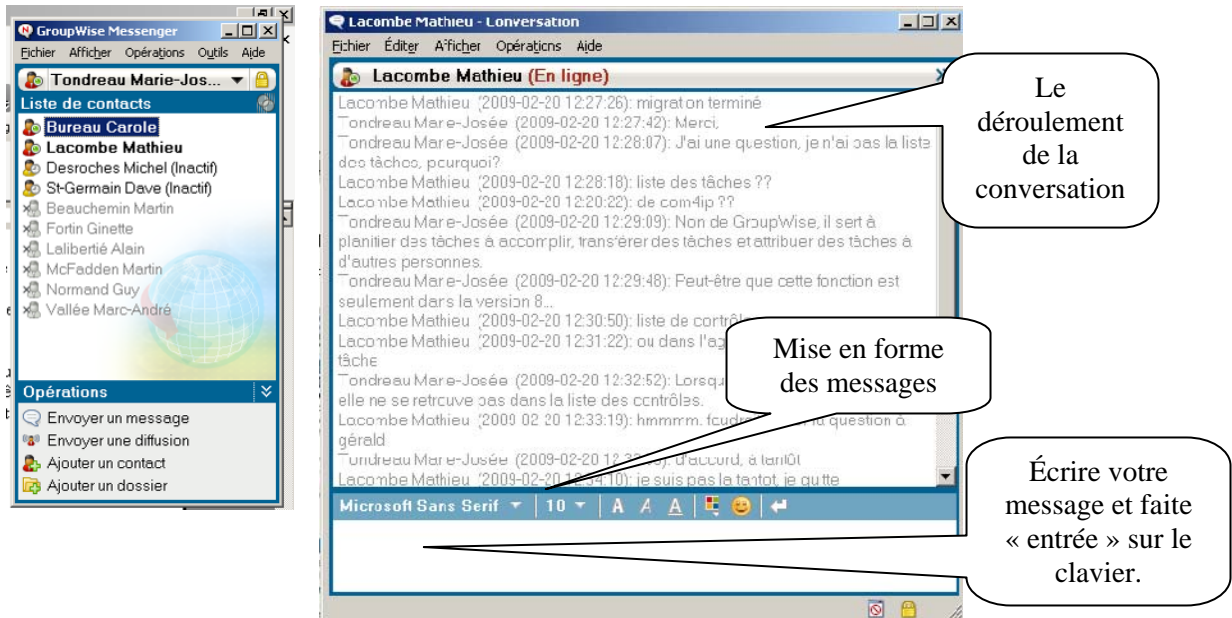 GroupWise Messenger
Fichier Afficher Opérations Outils Aide
Tondreau Marie-Jos...
Liste de contacts
Bureau Carole
Lacombe Mathieu
Desroches Michel (Inactif)
St-Germain Dave (Inactif)
Beauchemin Martin
Fortin Ginette
Laliberté Alain
McFadden Martin
Normand Guy
Vallée Marc-André
Opérations
Envoyer un message
Envoyer une diffusion
Ajouter un contact
Ajouter un dossier
Lacombe Mathieu - Conversation
Fichier Éditer Afficher Opérations Aide
Lacombe Mathieu (En ligne)
Lacombe Mathieu (2009-02-20 12:27:26): migration terminé
Tondreau Marie-Josée (2009-02-20 12:27:42): Merci,
Tondreau Marie-Josée (2009-02-20 12:28:07): J'ai une question, je n'ai pas la liste
des tâches, pourquoi?
Lacombe Mathieu (2009-02-20 12:28:18): liste des tâches ??
Lacombe Mathieu (2009-02-20 de com4ip ??
Tondreau Marie-Josée (2009-02-20 12:29:09): Non de GroupWise, il sert à
planifier des tâches à accomplir, transférer des tâches et attribuer des tâches à
d'autres personnes.
Tondreau Marie-Josée (2009-02-20 12:29:48): Peut-être que cette fonction est
seulement dans la version 8...
Lacombe Mathieu (2009-02-20 12:30:50): liste de
Lacombe Mathieu (2009-02-20 12:31:22): ou dans
tâche
Tondreau Marie-Josée (2009-02-20 12:32:52):
elle ne se retrouve pas dans la liste des contrôles.
Lacombe Mathieu (2009-02-20 12:33:19): hmmmm. question à
gérald
Tondreau Marie-Josée (2009-02-20 d'accord, à tantôt
Lacombe Mathieu (2009-02-20 je suis pas la tantot, je quitte
Microsoft Sans Serif 10 A A A
Le
déroulement
de la
conversation
Mise en forme
des messages
Écrire votre
message et faite
« entrée » sur le
clavier.